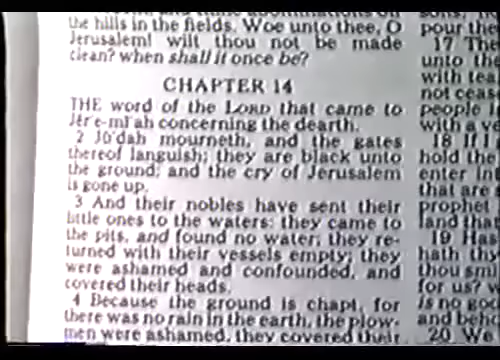 the hills in the fields. Woe unto thee, O
Jerusalem! wilt thou not be made
clean? when shall it once be?
CHAPTER 14
THE word of the LORD that came to
Jĕr-e-mī'ah concerning the dearth.
2 Jū'dah mourneth, and the gates
thereof languish; they are black unto
the ground; and the cry of Jerusalem
is gone up.
3 And their nobles have sent their
little ones to the waters: they came to
the pits, and found no water; they re-
turned with their vessels empty; they
were ashamed and confounded, and
covered their heads.
4 Because the ground is chapt, for
there was no rain in the earth, the plow-
men were ashamed, they covered their
pour the
17 The
unto the
with tea
not ceas
people i
with a ve
18 If I
hold the
enter int
that are
prophet
land that
19 Has
hath thy
thou smi
for us? w
is no goo
and beho
20 We